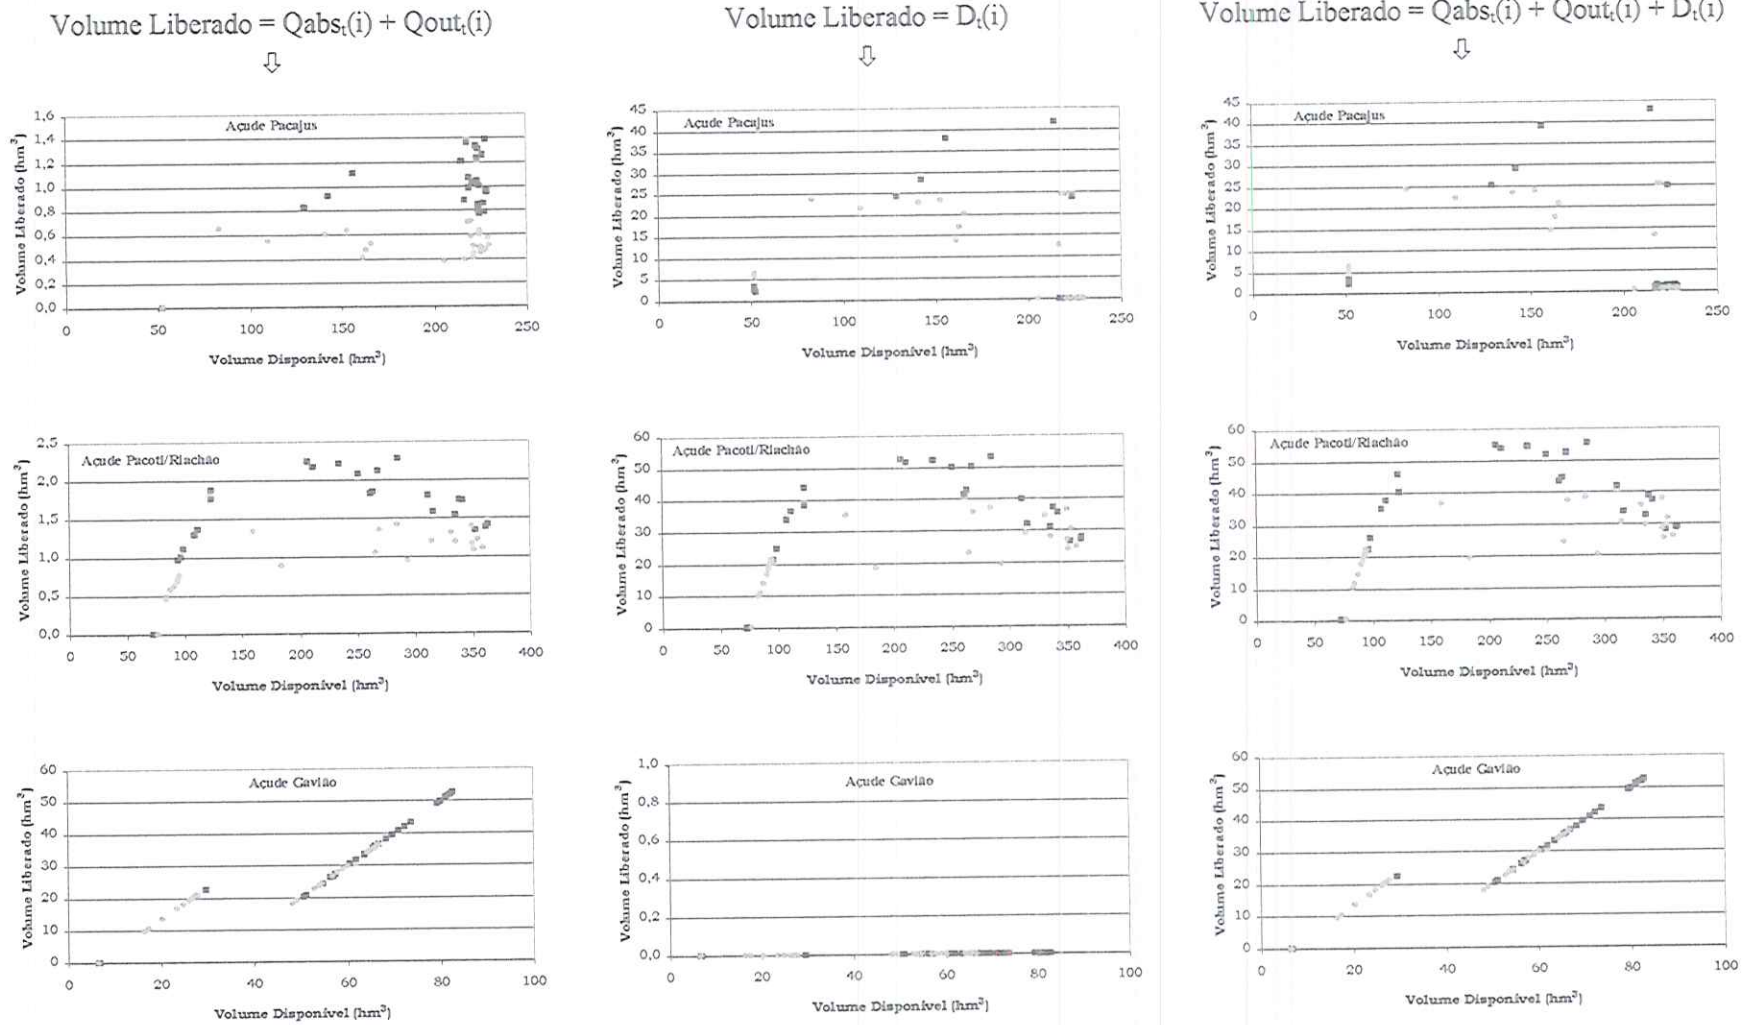 Volume Liberado = Qabsₜ(i) + Qoutₜ(i)
Volume Liberado = Dₜ(i)
Volume Liberado = Qabsₜ(i) + Qoutₜ(i) + Dₜ(i)
Açude Pacajus
Volume Liberado (hm³)
1,6
1,4
1,2
1,0
0,8
0,6
0,4
0,2
0,0
0 50 100 150 200 250
Volume Disponível (hm³)
Açude Pacajus
Volume Liberado (hm³)
45
40
35
30
25
20
15
10
5
0
0 50 100 150 200 250
Volume Disponível (hm³)
Açude Pacajus
Volume Liberado (hm³)
45
40
35
30
25
20
15
10
5
0
0 50 100 150 200 250
Volume Disponível (hm³)
Açude Pacoti/Riachão
Volume Liberado (hm³)
2,5
2,0
1,5
1,0
0,5
0,0
0 50 100 150 200 250 300 350 400
Volume Disponível (hm³)
Açude Pacoti/Riachão
Volume Liberado (hm³)
60
50
40
30
20
10
0
0 50 100 150 200 250 300 350 400
Volume Disponível (hm³)
Açude Pacoti/Riachão
Volume Liberado (hm³)
60
50
40
30
20
10
0
0 50 100 150 200 250 300 350 400
Volume Disponível (hm³)
Açude Gavião
Volume Liberado (hm³)
60
50
40
30
20
10
0
0 20 40 60 80 100
Volume Disponível (hm³)
Açude Gavião
Volume Liberado (hm³)
1,0
0,8
0,6
0,4
0,2
0,0
0 20 40 60 80 100
Volume Disponível (hm³)
Açude Gavião
Volume Liberado (hm³)
60
50
40
30
20
10
0
0 20 40 60 80 100
Volume Disponível (hm³)